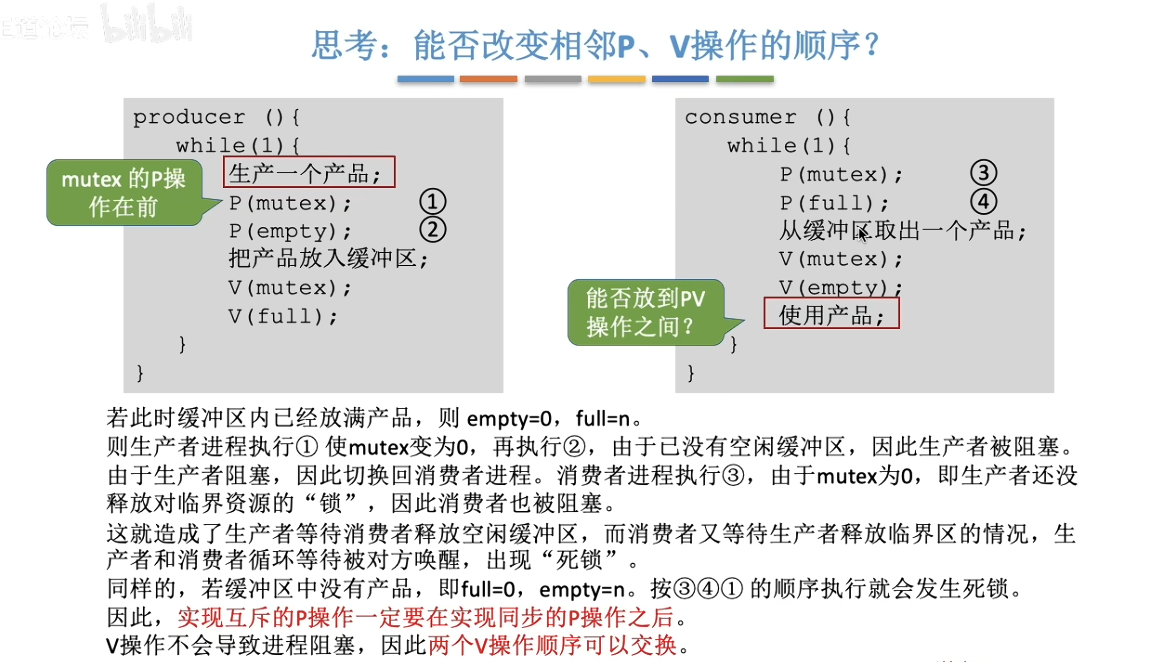 bilibili
思考：能否改变相邻P、V操作的顺序？
producer (){
while(1){
生产一个产品;
P(mutex); ①
P(empty); ②
把产品放入缓冲区;
V(mutex);
V(full);
}
}
mutex 的P操
作在前
consumer (){
while(1){
P(mutex); ③
P(full); ④
从缓冲区取出一个产品;
V(mutex);
V(empty);
使用产品;
}
}
能否放到PV
操作之间？
若此时缓冲区内已经放满产品，则 empty=0，full=n。
则生产者进程执行① 使mutex变为0，再执行②，由于已没有空闲缓冲区，因此生产者被阻塞。
由于生产者阻塞，因此切换回消费者进程。消费者进程执行③，由于mutex为0，即生产者还没
释放对临界资源的“锁”，因此消费者也被阻塞。
这就造成了生产者等待消费者释放空闲缓冲区，而消费者又等待生产者释放临界区的情况，生
产者和消费者循环等待被对方唤醒，出现“死锁”。
同样的，若缓冲区中没有产品，即full=0，empty=n。按③④① 的顺序执行就会发生死锁。
因此，实现互斥的P操作一定要在实现同步的P操作之后。
V操作不会导致进程阻塞，因此两个V操作顺序可以交换。